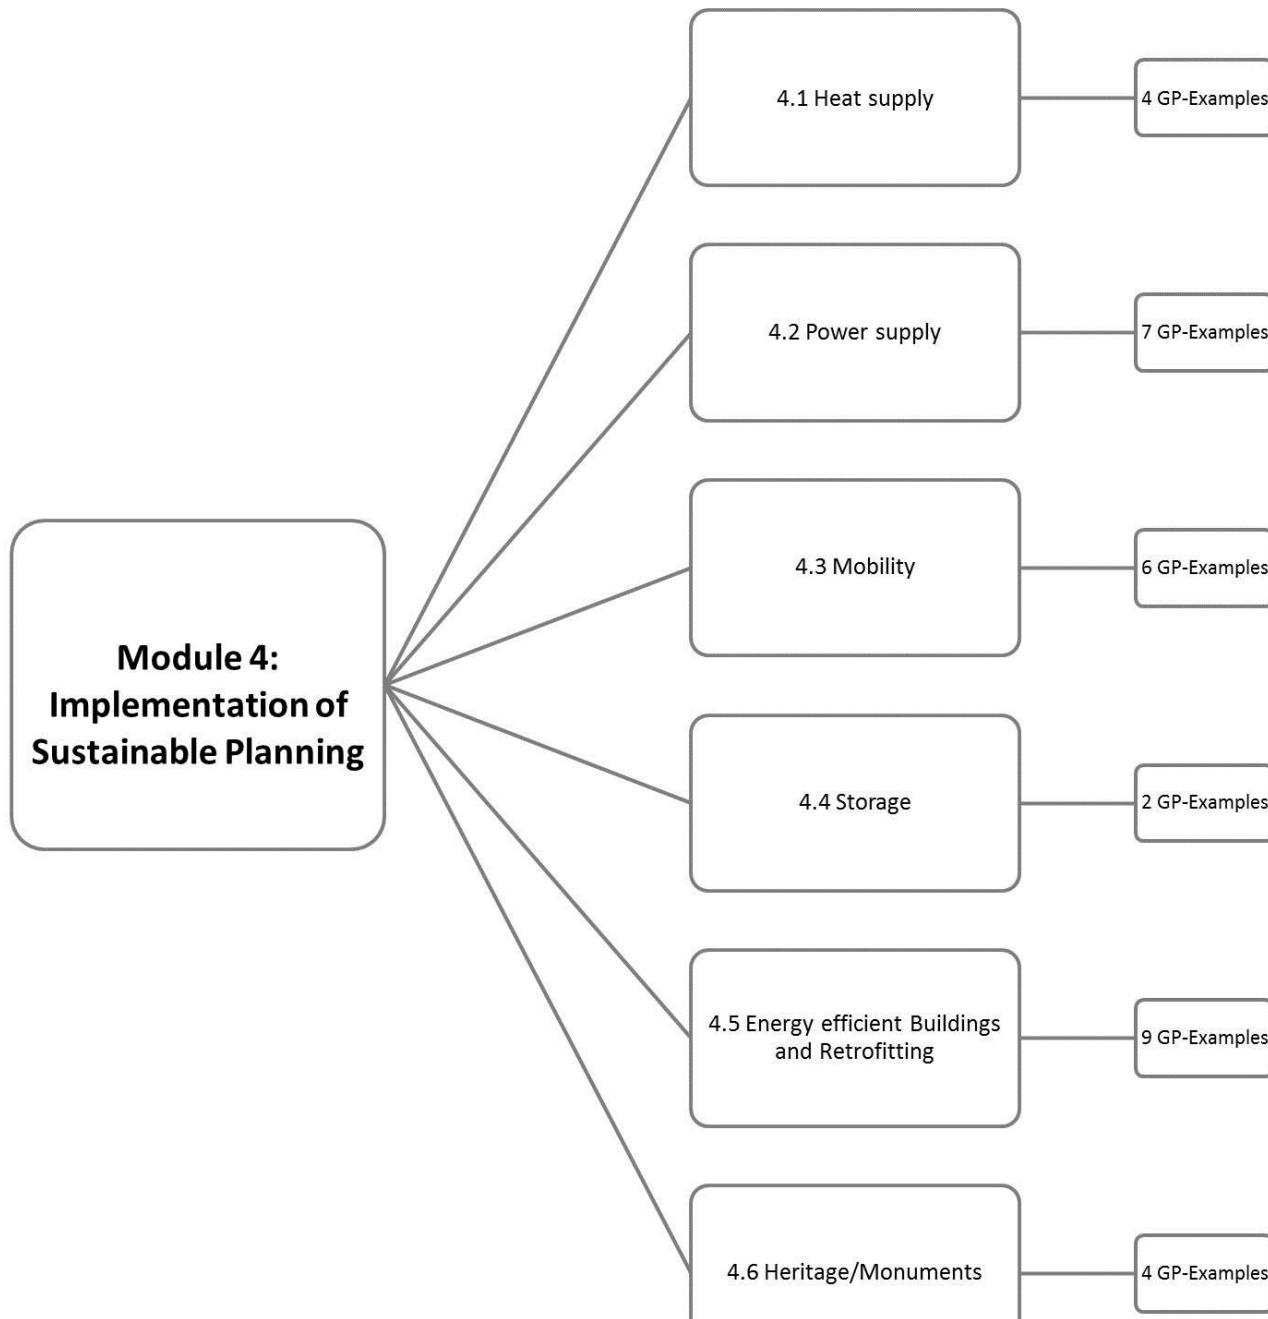 4.1 Heat supply
4 GP-Examples
4.2 Power supply
7 GP-Examples
4.3 Mobility
6 GP-Examples
Module 4:
Implementation of
Sustainable Planning
4.4 Storage
2 GP-Examples
4.5 Energy efficient Buildings
and Retrofitting
9 GP-Examples
4.6 Heritage/Monuments
4 GP-Examples